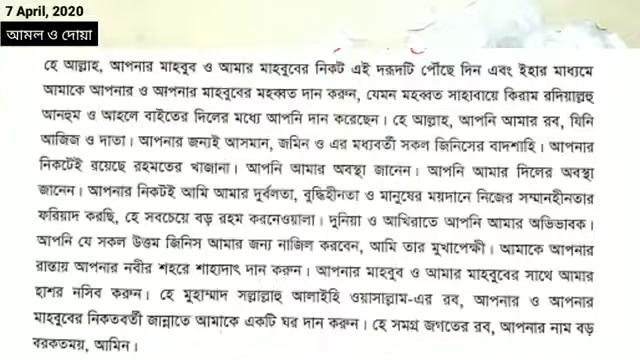 7 April, 2020
আমল ও দোয়া
হে আল্লাহ, আপনার মাহবুব ও আমার মাহবুবের নিকট এই দরূদটি পৌঁছে দিন এবং ইহার মাধ্যমে
আমাকে আপনার ও আপনার মাহবুবের মহব্বত দান করুন, যেমন মহব্বত সাহাবায়ে কিরাম রদিয়াল্লহু
আনহুম ও আহলে বাইতের দিলের মধ্যে আপনি দান করেছেন। হে আল্লাহ, আপনি আমার রব, যিনি
আজিজ ও দাতা। আপনার জন্যই আসমান, জমিন ও এর মধ্যবর্তী সকল জিনিসের বাদশাহি। আপনার
নিকটেই রয়েছে রহমতের খাজানা। আপনি আমার অবস্থা জানেন। আপনি আমার দিলের অবস্থা
জানেন। আপনার নিকটই আমি আমার দুর্বলতা, বুদ্ধিহীনতা ও মানুষের ময়দানে নিজের সম্মানহীনতার
ফরিয়াদ করছি, হে সবচেয়ে বড় রহম করনেওয়ালা। দুনিয়া ও আখিরাতে আপনি আমার অভিভাবক।
আপনি যে সকল উত্তম জিনিস আমার জন্য নাজিল করবেন, আমি তার মুখাপেক্ষী। আমাকে আপনার
রাস্তায় আপনার নবীর শহরে শাহাদাৎ দান করুন। আপনার মাহবুব ও আমার মাহবুবের সাথে আমার
হাশর নসিব করুন। হে মুহাম্মাদ সল্লাল্লহু আলাইহি ওয়াসাল্লাম-এর রব, আপনার ও আপনার
মাহবুবের নিকতবর্তী জান্নাতে আমাকে একটি ঘর দান করুন। হে সমগ্র জগতের রব, আপনার নাম বড়
বরকতময়, আমিন।